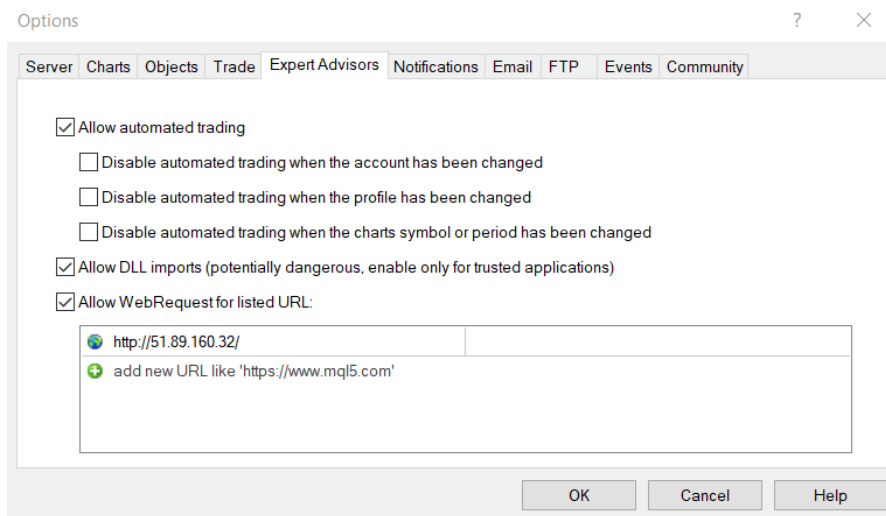 Options
Server Charts Objects Trade Expert Advisors Notifications Email FTP Events Community
Allow automated trading
Disable automated trading when the account has been changed
Disable automated trading when the profile has been changed
Disable automated trading when the charts symbol or period has been changed
Allow DLL imports (potentially dangerous, enable only for trusted applications)
Allow WebRequest for listed URL:
http://51.89.160.32/
add new URL like 'https://www.mql5.com'
OK Cancel Help